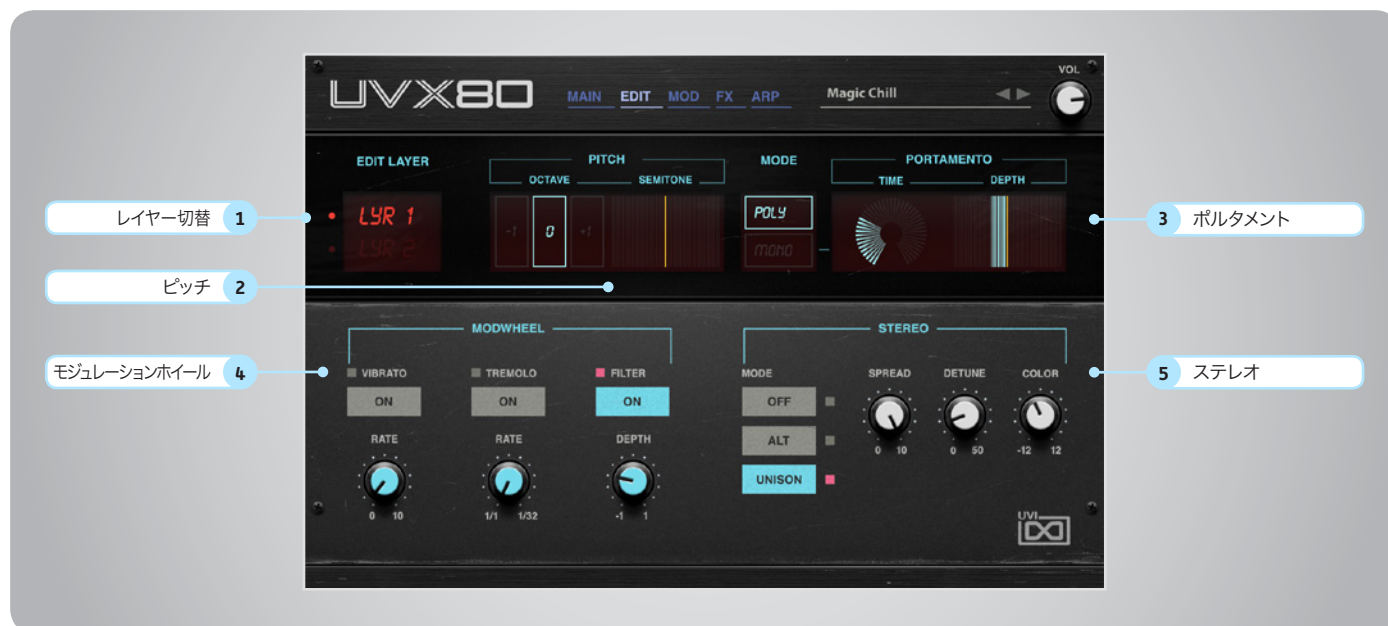 UVX80
MAIN EDIT MOD FX ARP
Magic Chill
VOL
EDIT LAYER
PITCH
MODE
PORTAMENTO
OCTAVE SEMITONE
TIME DEPTH
レイヤー切替 1
LYR 1
LYR 2
-1 0 +1
POLY
MONO
3 ポルタメント
ピッチ 2
MODWHEEL
STEREO
モジュレーションホイール 4
VIBRATO TREMOLO FILTER
ON ON ON
RATE RATE DEPTH
0 10 1/1 1/32 -1 1
MODE SPREAD DETUNE COLOR
OFF
ALT
UNISON
0 10 0 50 -12 12
5 ステレオ
UVI